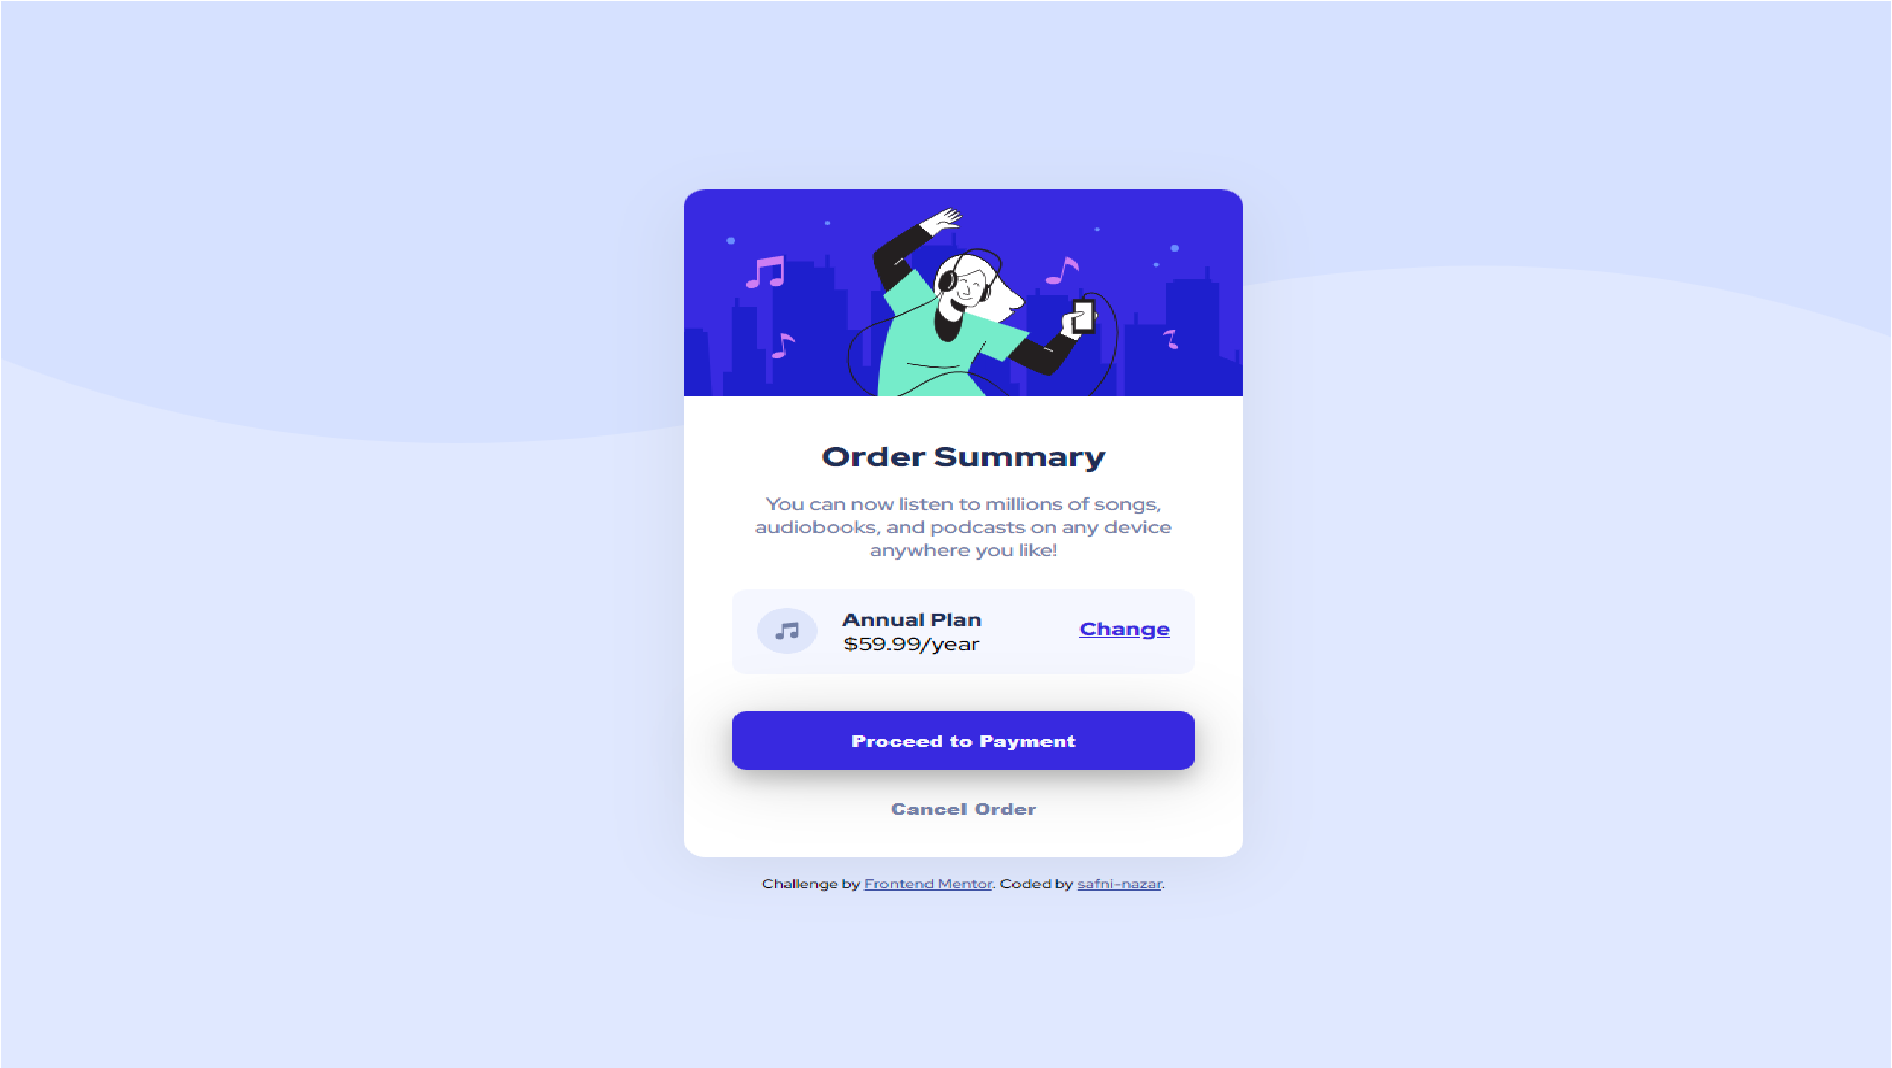 Order Summary
You can now listen to millions of songs,
audiobooks, and podcasts on any device
anywhere you like!
Annual Plan
$59.99/year
Change
Proceed to Payment
Cancel Order
Challenge by Frontend Mentor. Coded by safni-nazar.